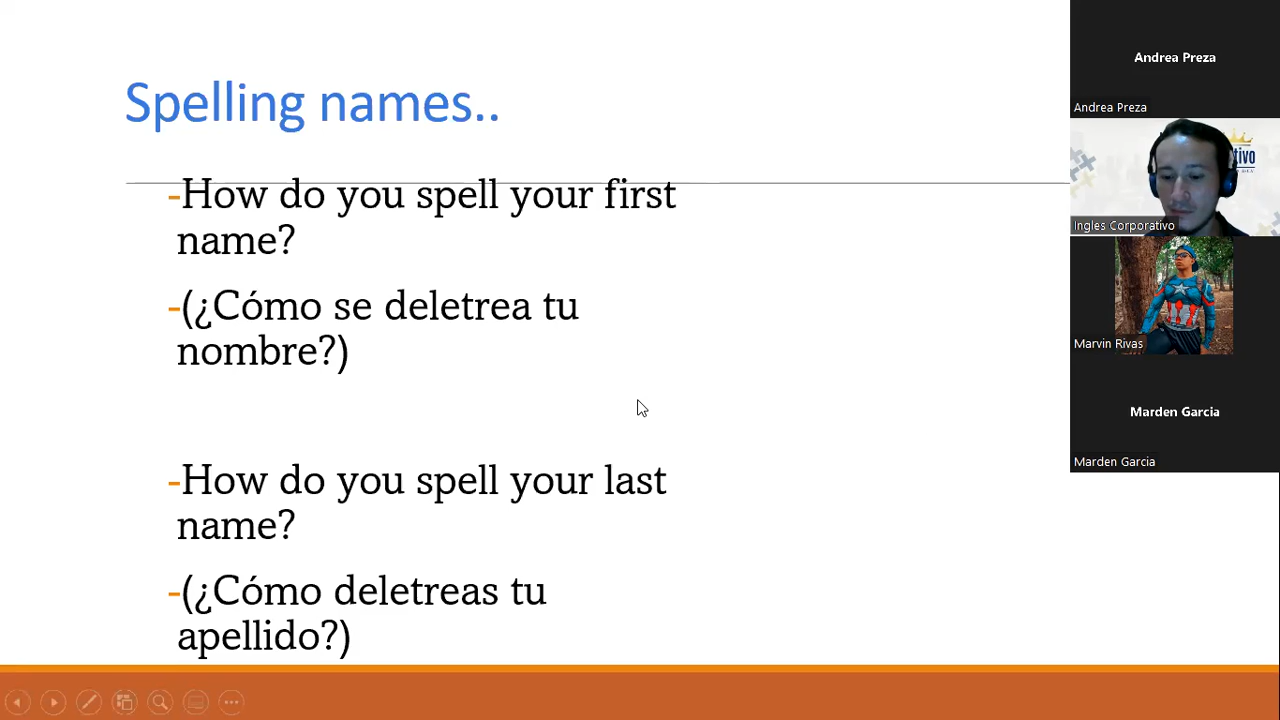 Spelling names..
-How do you spell your first
name?
-(¿Cómo se deletrea tu
nombre?)
-How do you spell your last
name?
-(¿Cómo deletreas tu
apellido?)
Andrea Preza
Andrea Preza
Ingles Corporativo
Marvin Rivas
Marden Garcia
Marden Garcia